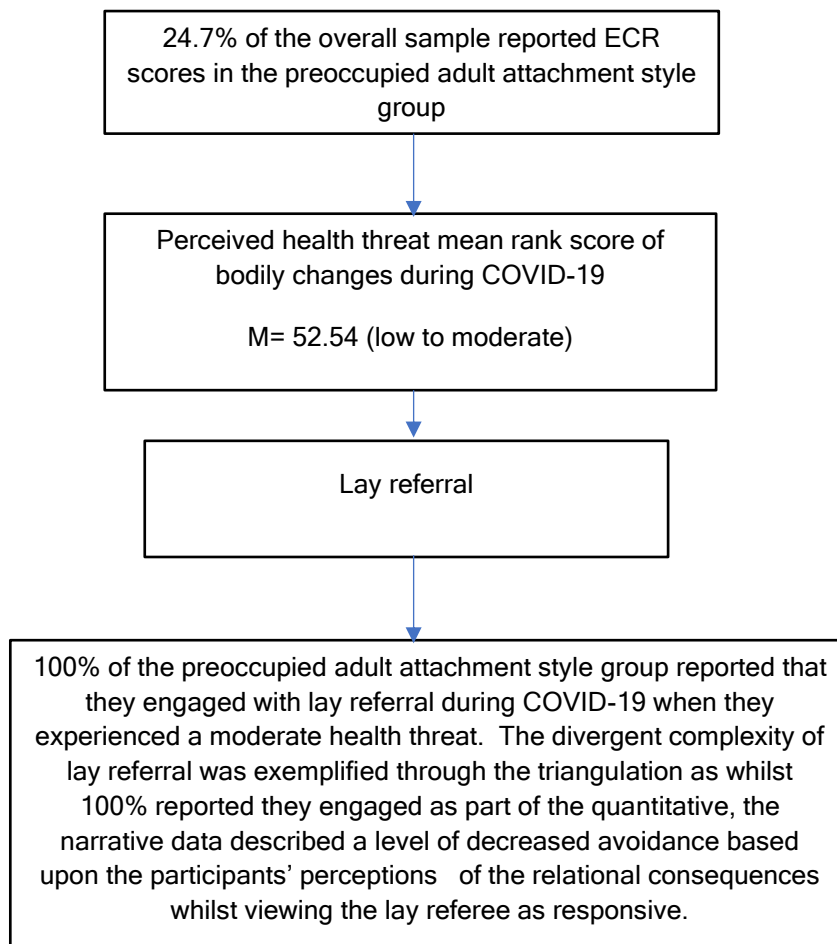 24.7% of the overall sample reported ECR
scores in the preoccupied adult attachment style
group
Perceived health threat mean rank score of
bodily changes during COVID-19
M= 52.54 (low to moderate)
Lay referral
100% of the preoccupied adult attachment style group reported that
they engaged with lay referral during COVID-19 when they
experienced a moderate health threat.  The divergent complexity of
lay referral was exemplified through the triangulation as whilst
100% reported they engaged as part of the quantitative, the
narrative data described a level of decreased avoidance based
upon the participants’ perceptions   of the relational consequences
whilst viewing the lay referee as responsive.